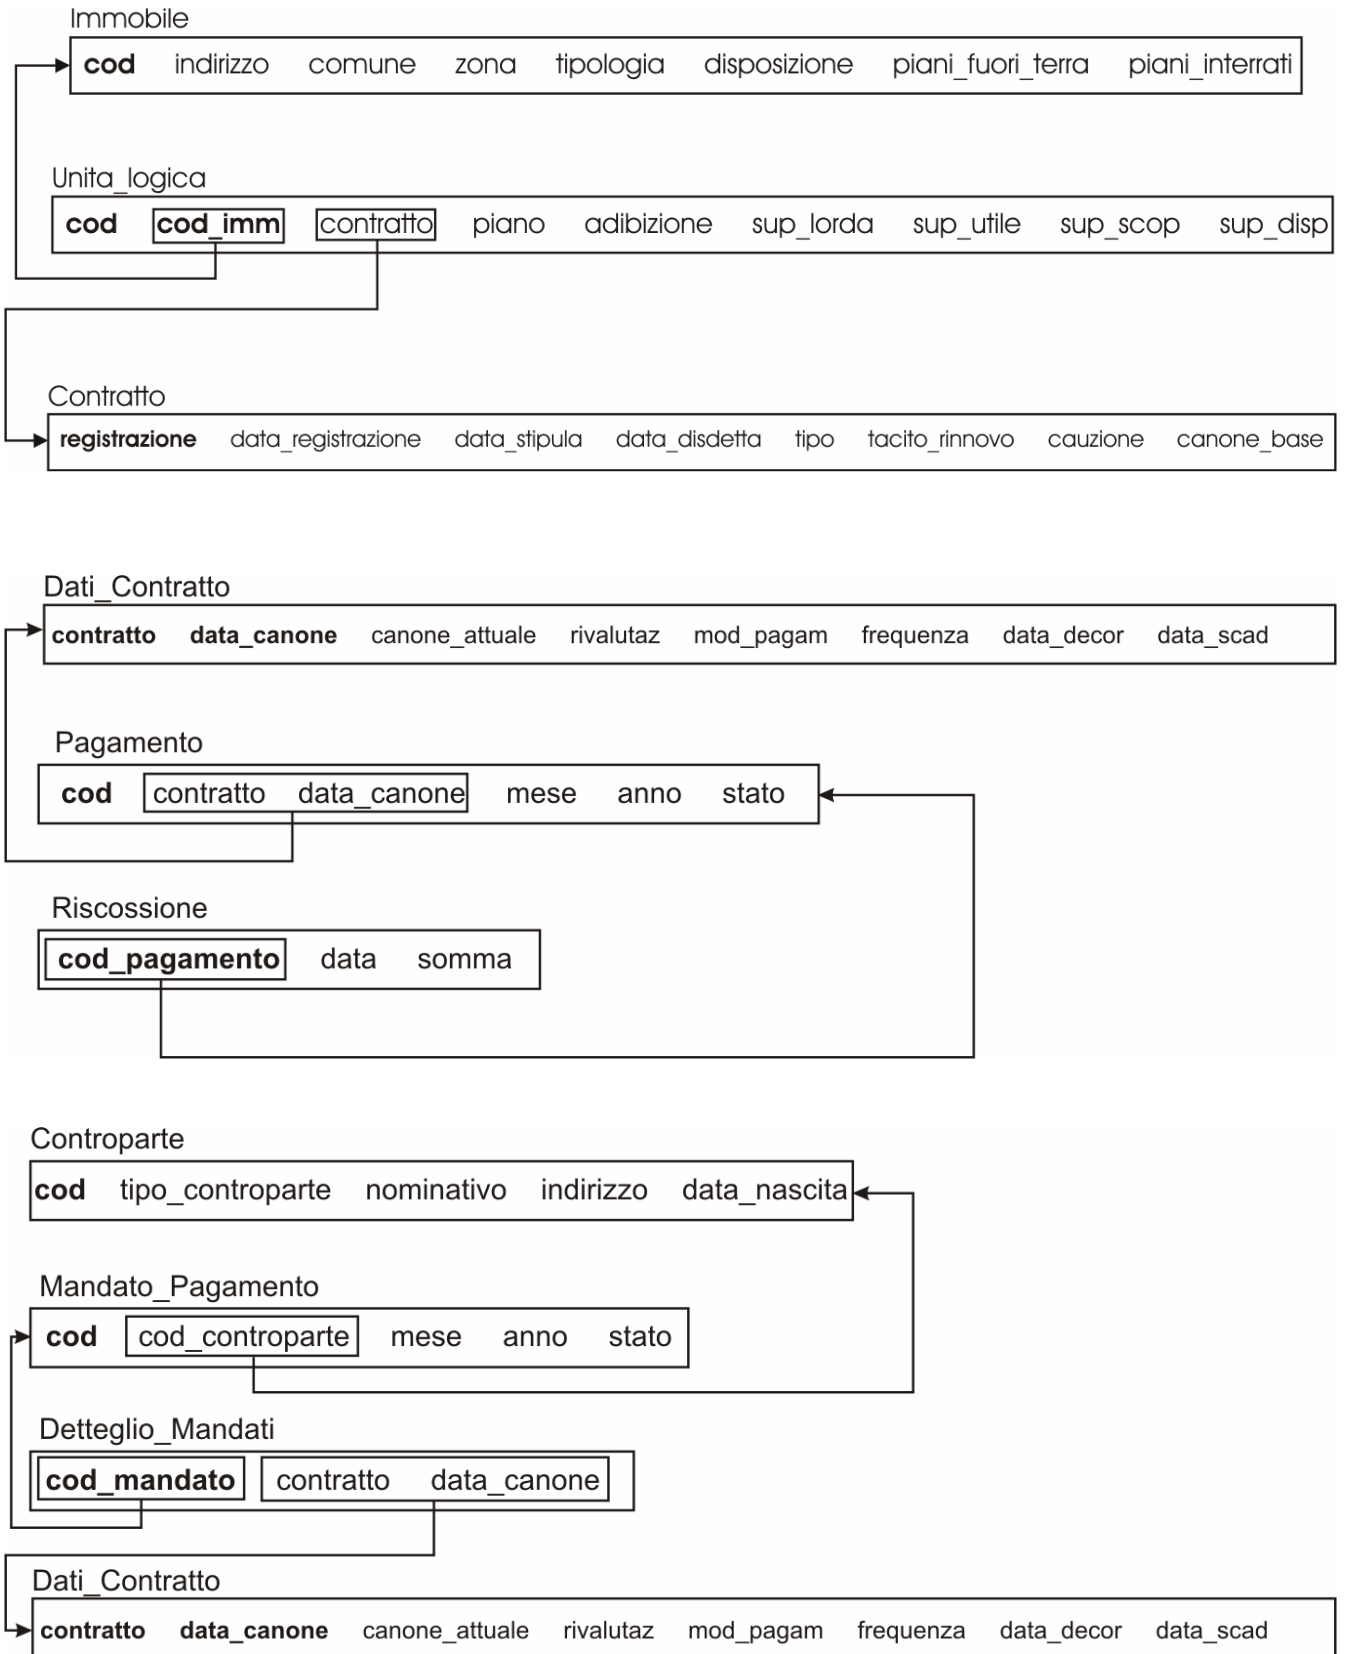 Immobile
cod indirizzo comune zona tipologia disposizione piani_fuori_terra piani_interrati
Unita_logica
cod cod_imm contratto piano adibizione sup_lorda sup_utile sup_scop sup_disp
Contratto
registrazione data_registrazione data_stipula data_disdetta tipo tacito_rinnovo cauzione canone_base
Dati_Contratto
contratto data_canone canone_attuale rivalutaz mod_pagam frequenza data_decor data_scad
Pagamento
cod contratto data_canone mese anno stato
Riscossione
cod_pagamento data somma
Controparte
cod tipo_controparte nominativo indirizzo data_nascita
Mandato_Pagamento
cod cod_controparte mese anno stato
Detteglio_Mandati
cod_mandato contratto data_canone
Dati_Contratto
contratto data_canone canone_attuale rivalutaz mod_pagam frequenza data_decor data_scad